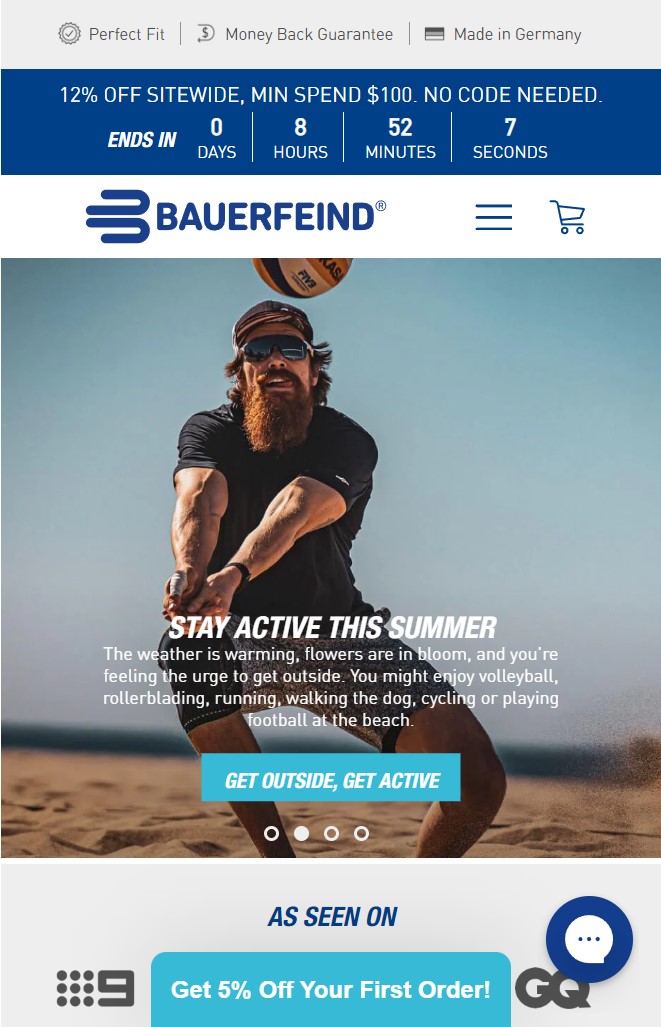 Perfect Fit
Money Back Guarantee
Made in Germany
12% OFF SITEWIDE, MIN SPEND $100. NO CODE NEEDED.
ENDS IN
0
DAYS
8
HOURS
52
MINUTES
7
SECONDS
BAUERFEIND®
KASA
FIVB
STAY ACTIVE THIS SUMMER
The weather is warming, flowers are in bloom, and you're
feeling the urge to get outside. You might enjoy volleyball,
rollerblading, running, walking the dog, cycling or playing
football at the beach.
GET OUTSIDE, GET ACTIVE
AS SEEN ON
9
Get 5% Off Your First Order!
GQ